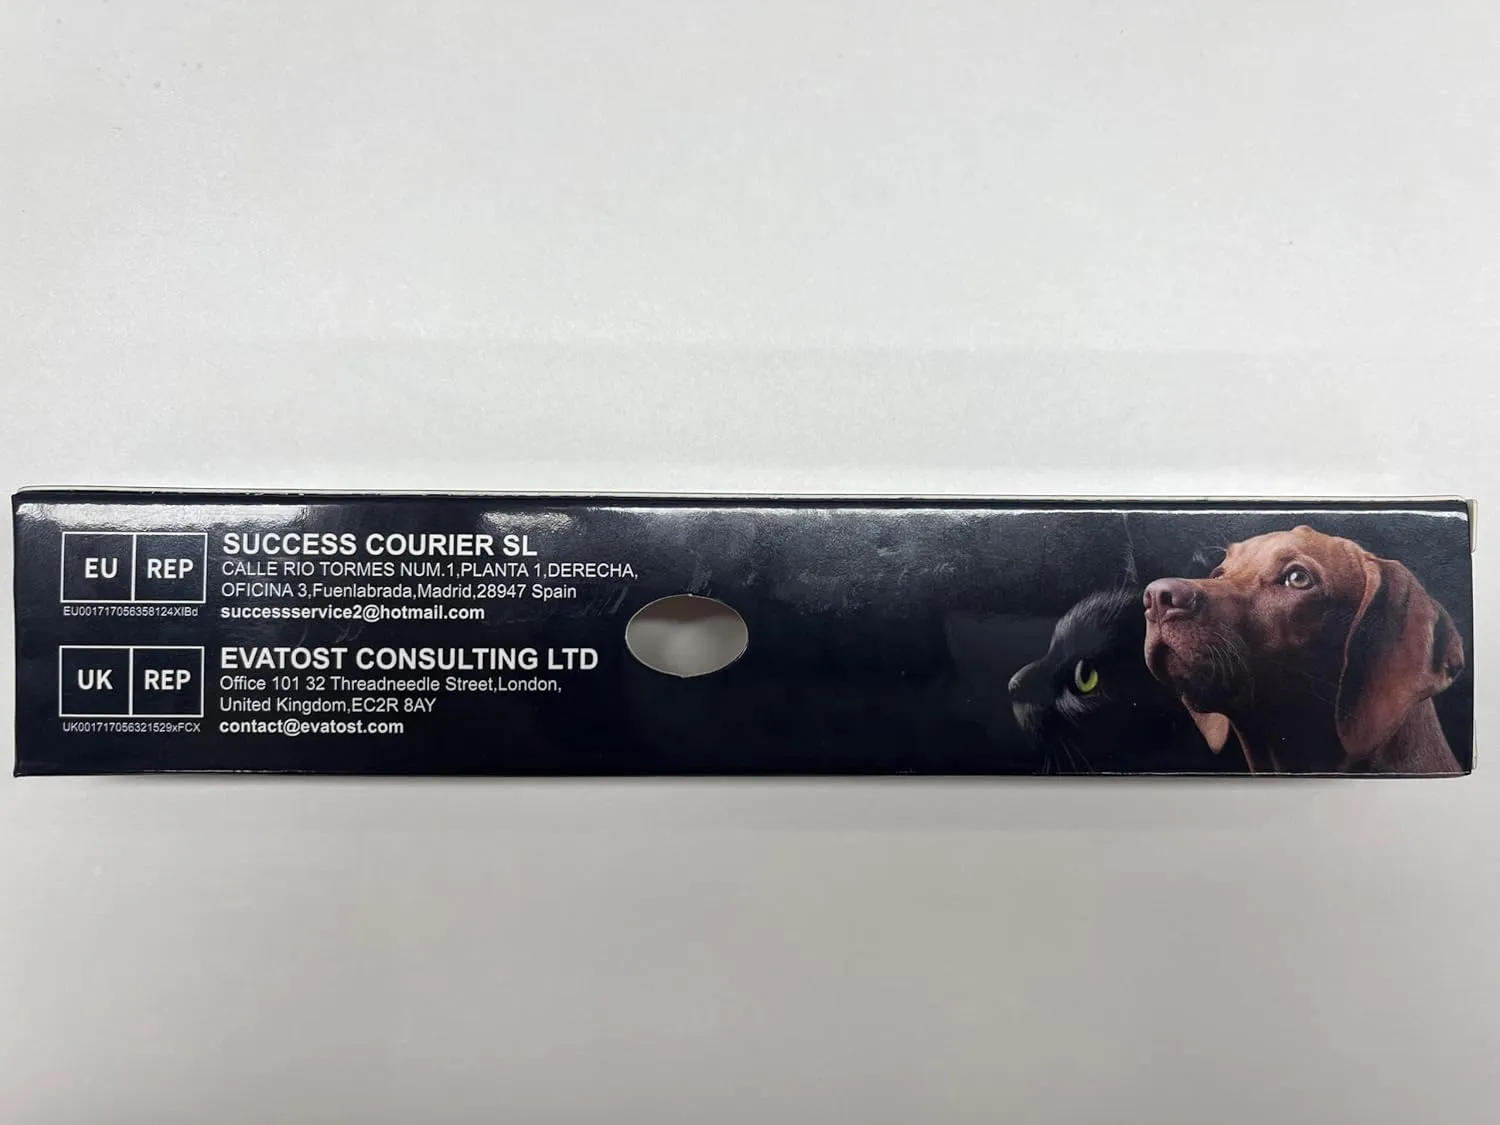 EU REP
EU001717056358124XIBd
SUCCESS COURIER SL
CALLE RIO TORMES NUM.1,PLANTA 1,DERECHA,
OFICINA 3,Fuenlabrada,Madrid,28947 Spain
successservice2@hotmail.com
UK REP
UK001717056321529xFCX
EVATOST CONSULTING LTD
Office 101 32 Threadneedle Street,London,
United Kingdom,EC2R 8AY
contact@evatost.com